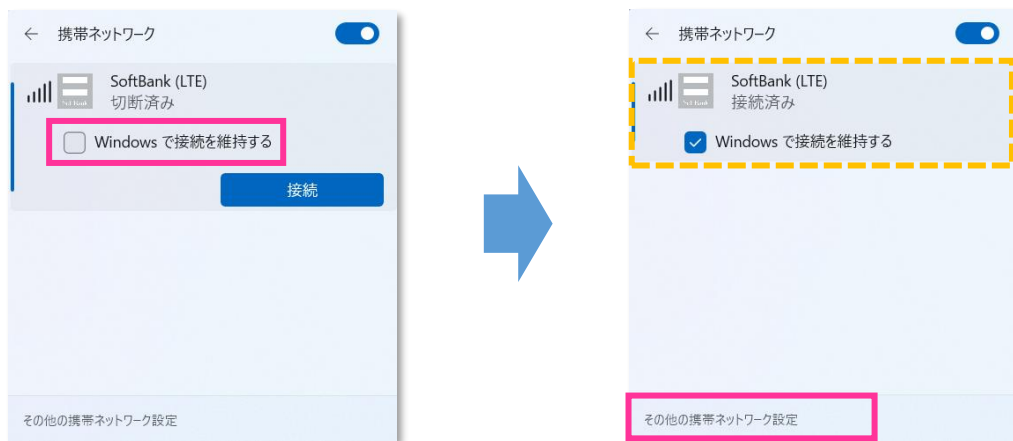 ← 携帯ネットワーク
SoftBank (LTE)
切断済み
Windows で接続を維持する
接続
その他の携帯ネットワーク設定
← 携帯ネットワーク
SoftBank (LTE)
接続済み
Windows で接続を維持する
その他の携帯ネットワーク設定